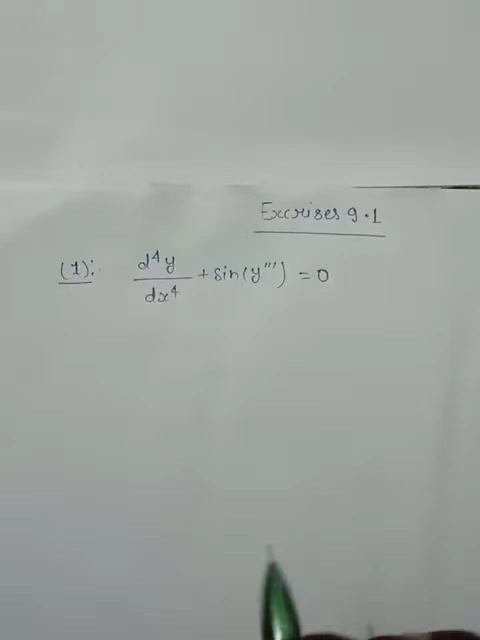 Excrises 9.1
(1):. d⁴y/dx⁴ + sin(y''') = 0